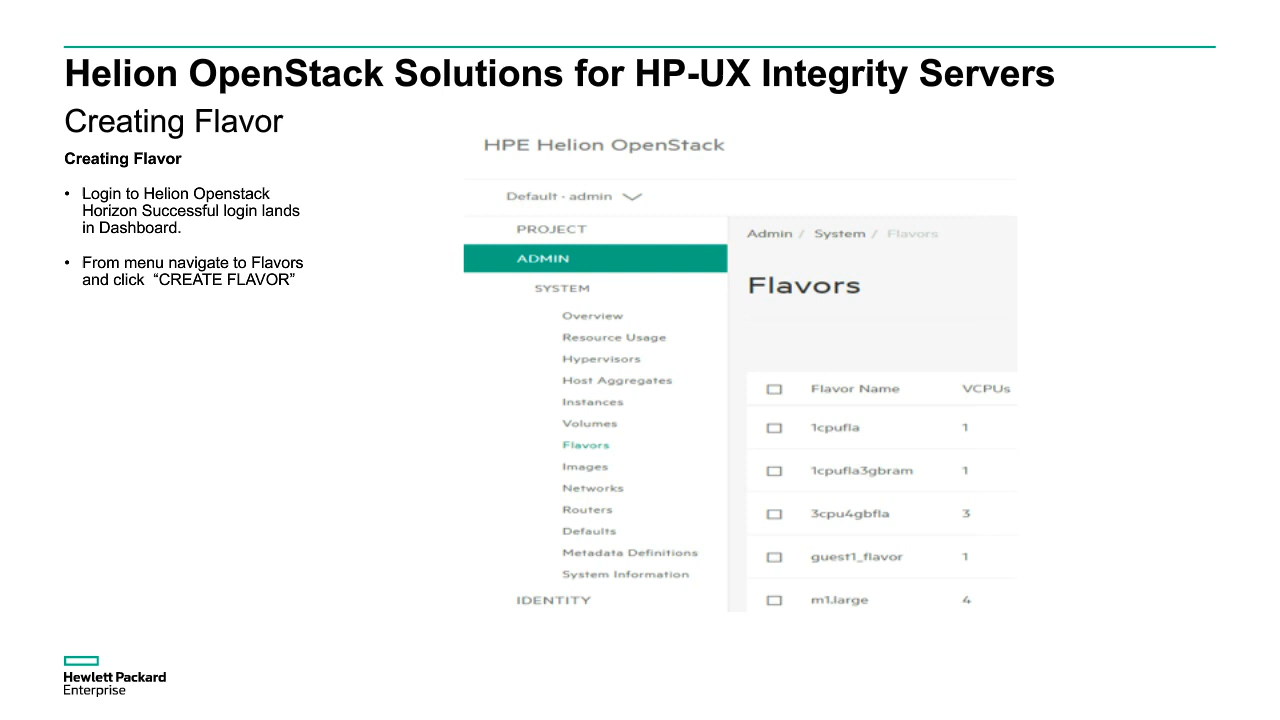 Helion OpenStack Solutions for HP-UX Integrity Servers
Creating Flavor
Creating Flavor
• Login to Helion Openstack
Horizon Successful login lands
in Dashboard.
• From menu navigate to Flavors
and click “CREATE FLAVOR”
HPE Helion OpenStack
Default · admin
PROJECT
ADMIN
SYSTEM
Overview
Resource Usage
Hypervisors
Host Aggregates
Instances
Volumes
Flavors
Images
Networks
Routers
Defaults
Metadata Definitions
System Information
IDENTITY
Admin / System / Flavors
Flavors
Flavor Name VCPUs
1cpufla 1
1cpufla3gbram 1
3cpu4gbfla 3
guest1_flavor 1
m1.large 4
Hewlett Packard
Enterprise